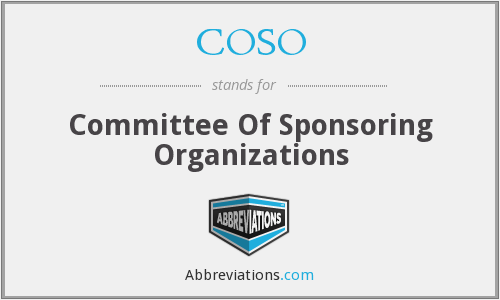 COSO
stands for
Committee Of Sponsoring
Organizations
ABBREVIATIONS
Abbreviations.com